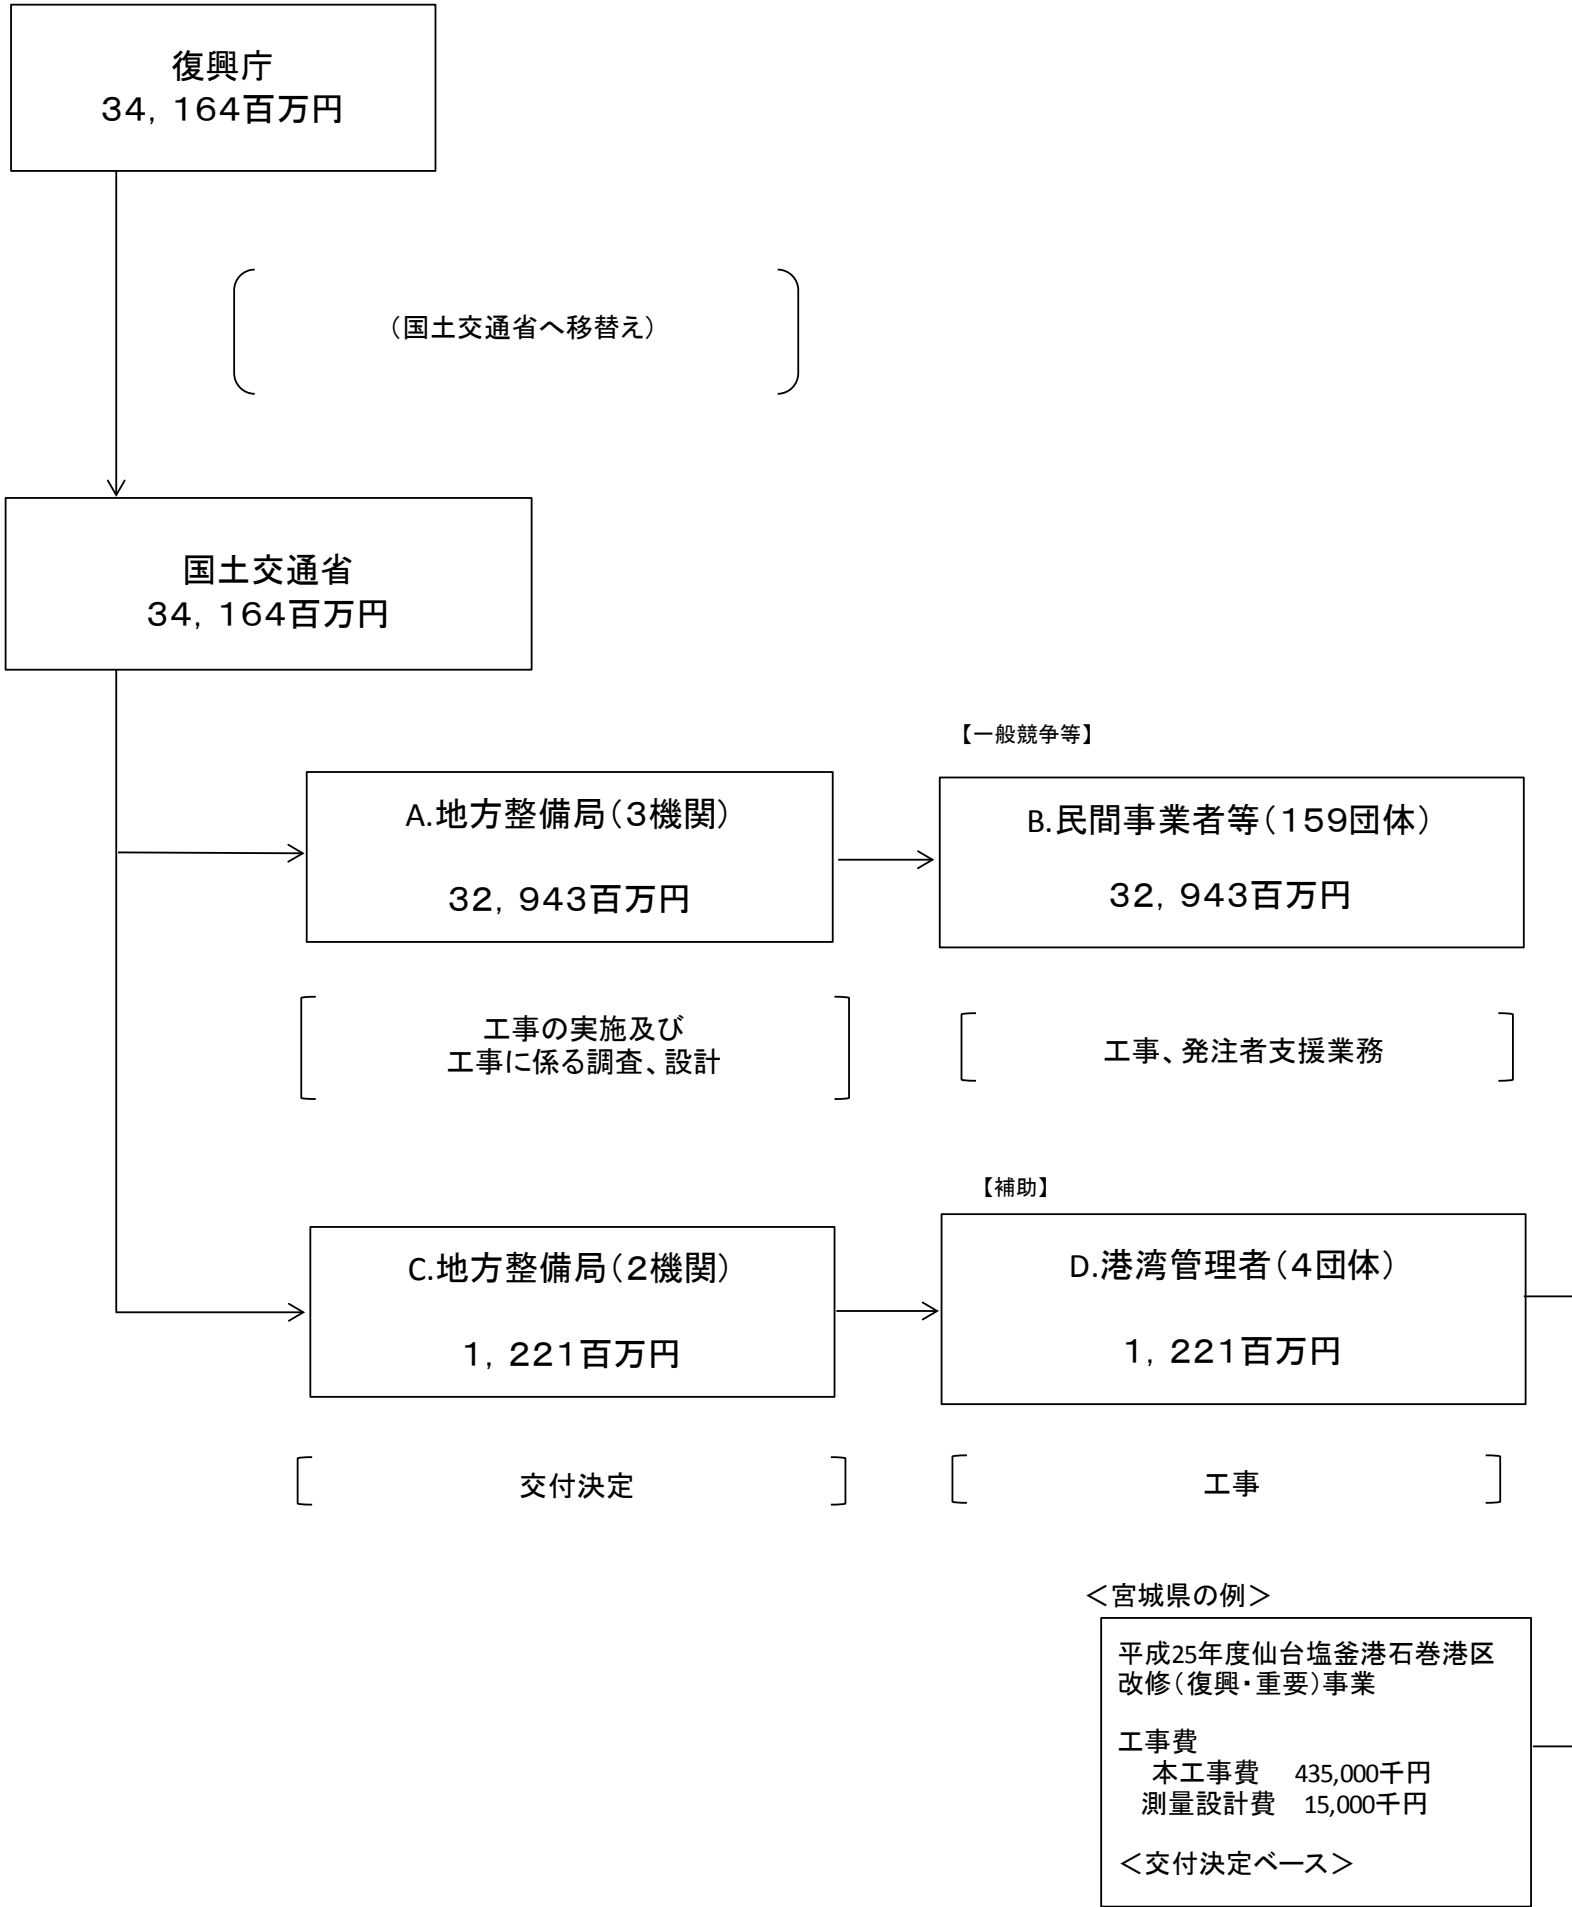 復興庁
34，164百万円
（国土交通省へ移替え）
国土交通省
34，164百万円
【一般競争等】
A.地方整備局（3機関）
32，943百万円
B.民間事業者等（159団体）
32，943百万円
工事の実施及び
工事に係る調査、設計
工事、発注者支援業務
【補助】
C.地方整備局（2機関）
1，221百万円
D.港湾管理者（4団体）
1，221百万円
交付決定
工事
＜宮城県の例＞
平成25年度仙台塩釜港石巻港区
改修（復興・重要）事業
工事費
本工事費　435,000千円
測量設計費　15,000千円
＜交付決定ベース＞